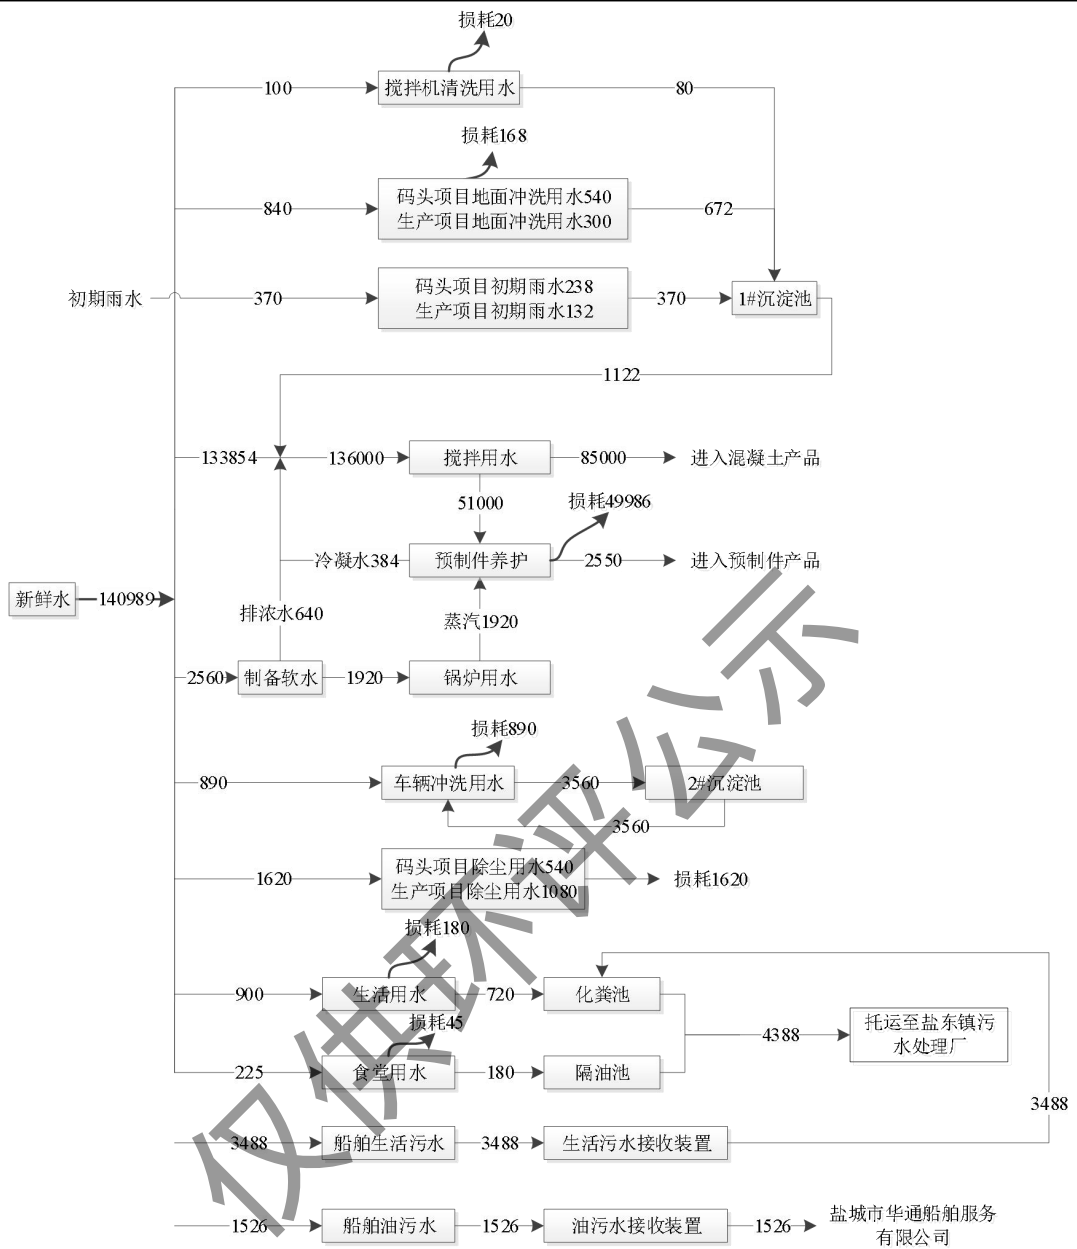 损耗20
100
搅拌机清洗用水
80
损耗168
840
码头项目地面冲洗用水540
生产项目地面冲洗用水300
672
初期雨水
370
码头项目初期雨水238
生产项目初期雨水132
370
1#沉淀池
1122
133854
136000
搅拌用水
85000
进入混凝土产品
51000
损耗49986
冷凝水384
预制件养护
2550
进入预制件产品
新鲜水
140989
排浓水640
蒸汽1920
2560
制备软水
1920
锅炉用水
损耗890
890
车辆冲洗用水
3560
2#沉淀池
3560
1620
码头项目除尘用水540
生产项目除尘用水1080
损耗1620
损耗180
900
生活用水
720
化粪池
损耗45
4388
托运至盐东镇污
水处理厂
225
食堂用水
180
隔油池
3488
3488
船舶生活污水
3488
生活污水接收装置
1526
船舶油污水
1526
油污水接收装置
1526
盐城市华通船舶服务
有限公司
仅供环评公示